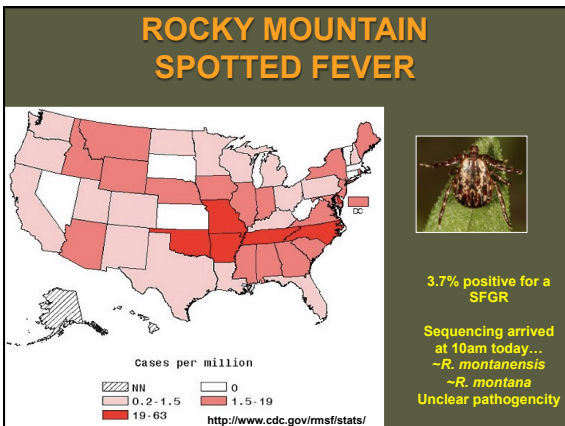 ROCKY MOUNTAIN
SPOTTED FEVER
DC
3.7% positive for a
SFGR
Sequencing arrived
at 10am today…
~R. montanensis
~R. montana
Unclear pathogencity
Cases per million
NN
0
0.2-1.5
1.5-19
19-63
http://www.cdc.gov/rmsf/stats/